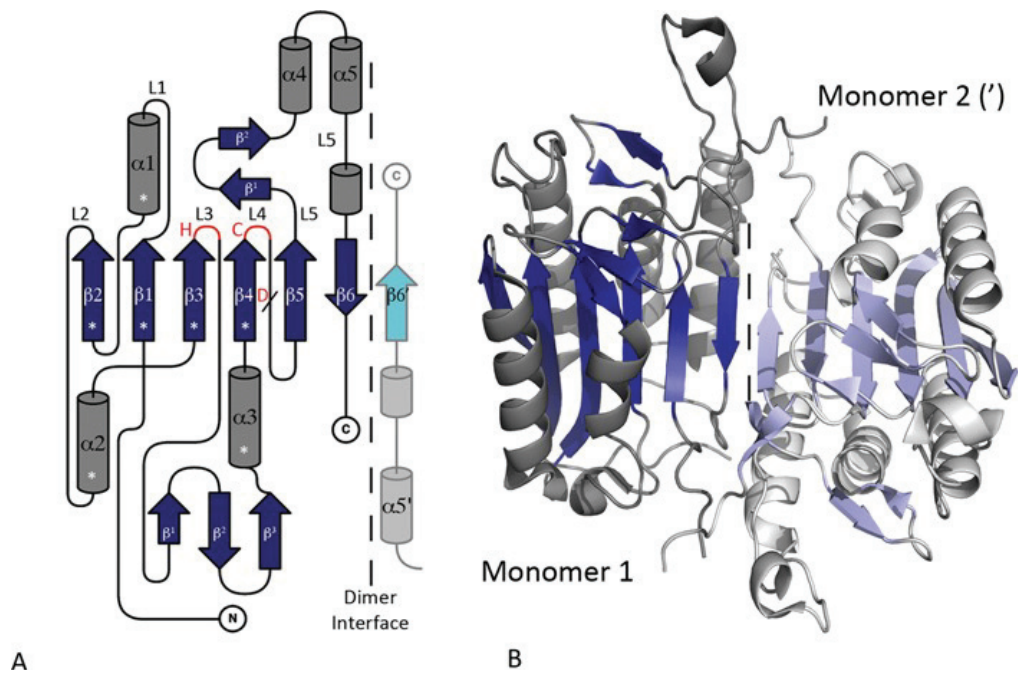 α4
α5
L1
Monomer 2 (')
α1
*
β²
L5
C
β¹
L2
H
L3
C
L4
L5
β2
*
β1
β3
*
β4
*
D
β5
β6
β6'
α2
*
α3
*
C
β¹
β²
β³
α5'
Monomer 1
Dimer
Interface
N
A
B